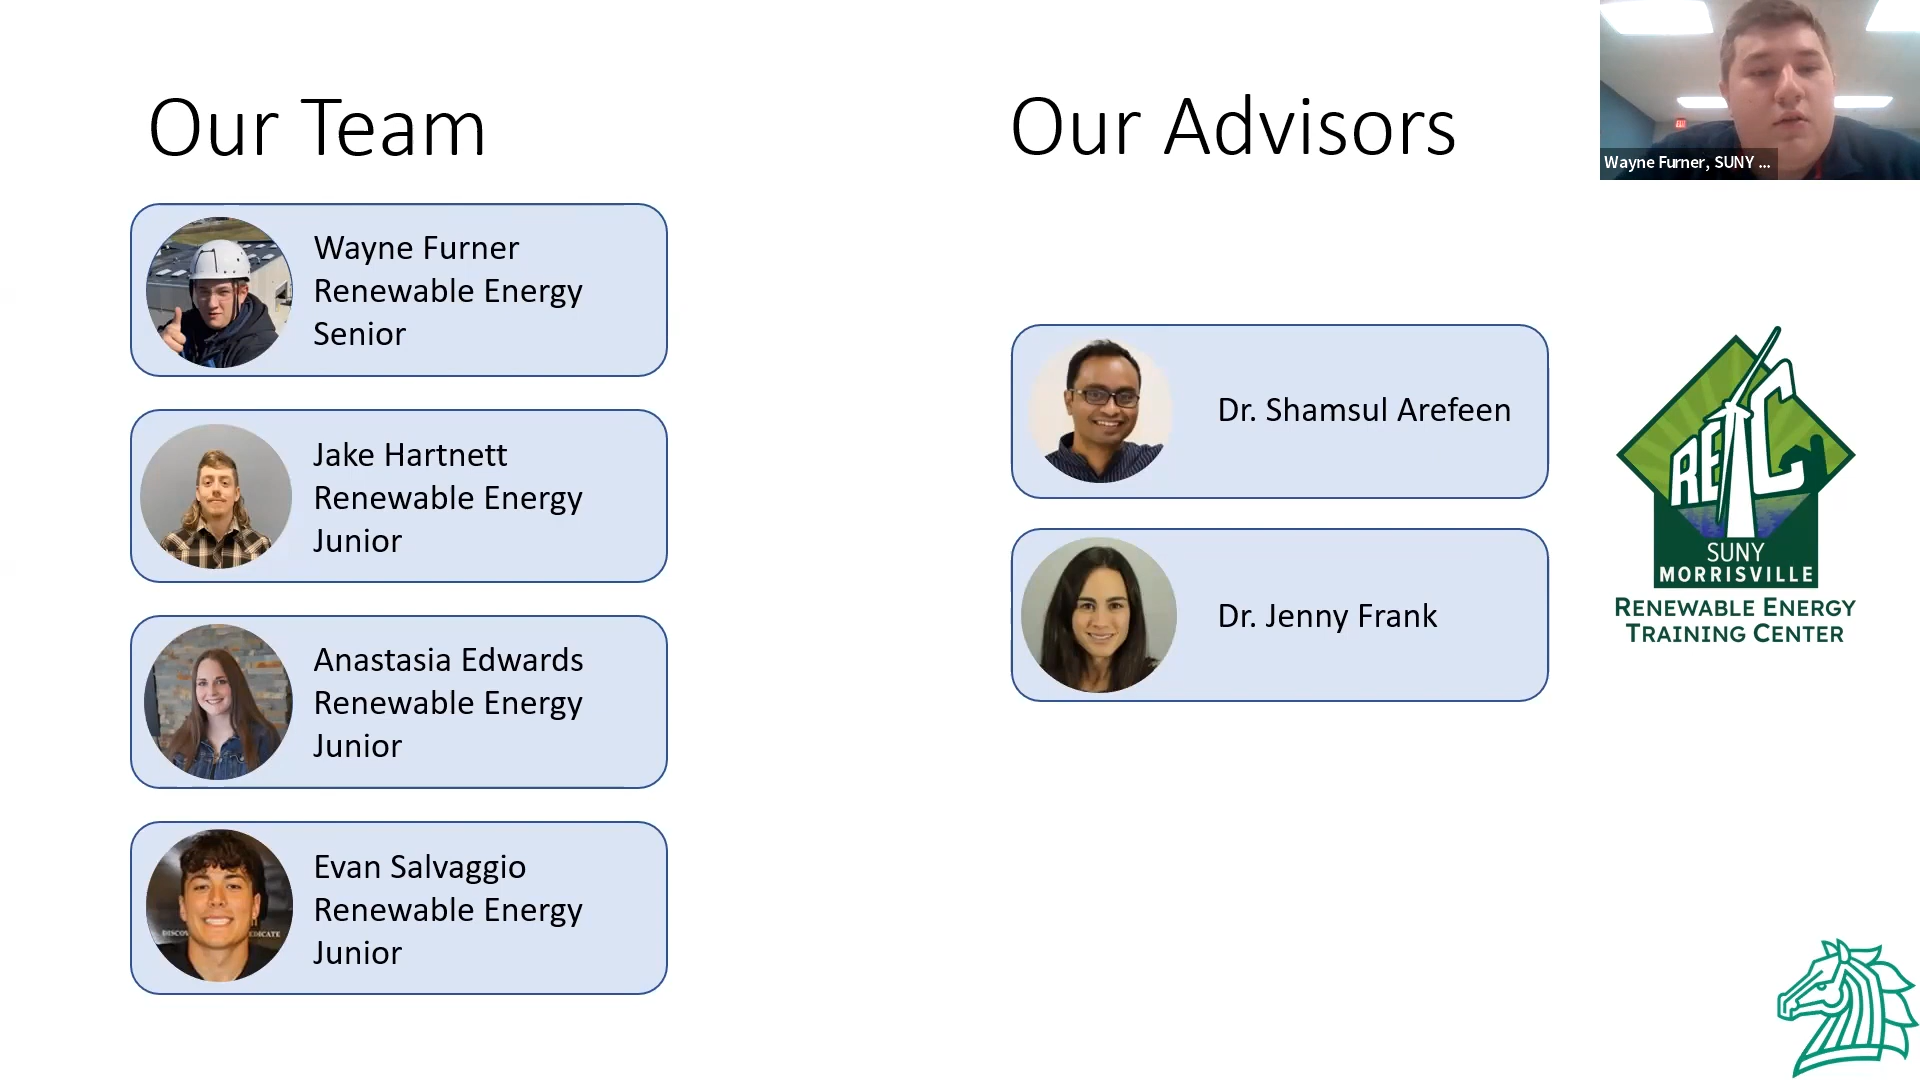 Our Team
Wayne Furner
Renewable Energy
Senior
Jake Hartnett
Renewable Energy
Junior
Anastasia Edwards
Renewable Energy
Junior
Evan Salvaggio
Renewable Energy
Junior
Our Advisors
Dr. Shamsul Arefeen
Dr. Jenny Frank
Wayne Furner, SUNY ...
RETC
SUNY
MORRISVILLE
RENEWABLE ENERGY
TRAINING CENTER